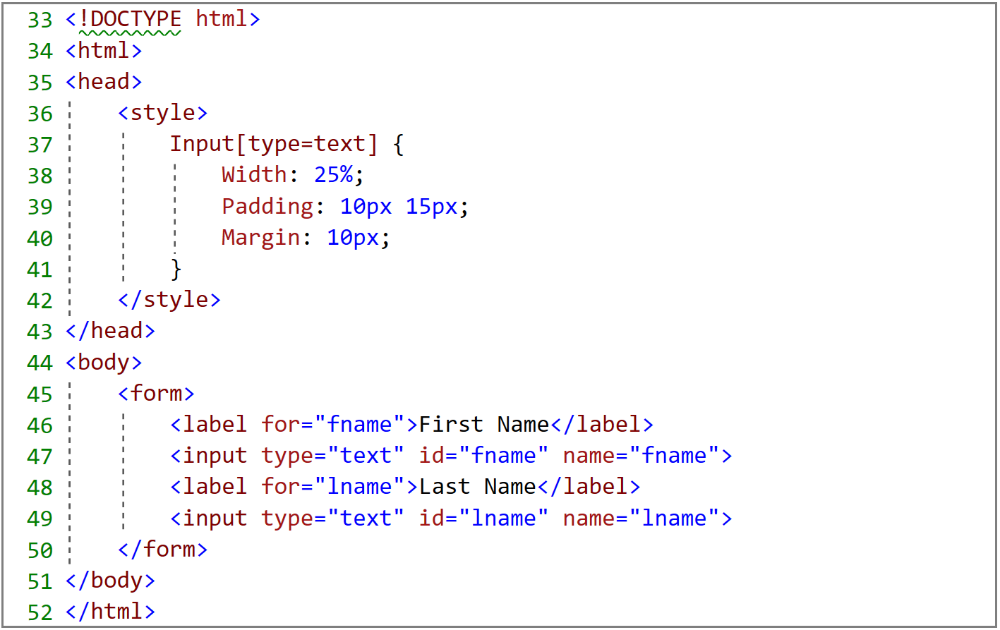 33 <!DOCTYPE html>
34 <html>
35 <head>
36     <style>
37         Input[type=text] {
38             Width: 25%;
39             Padding: 10px 15px;
40             Margin: 10px;
41         }
42     </style>
43 </head>
44 <body>
45     <form>
46         <label for="fname">First Name</label>
47         <input type="text" id="fname" name="fname">
48         <label for="lname">Last Name</label>
49         <input type="text" id="lname" name="lname">
50     </form>
51 </body>
52 </html>